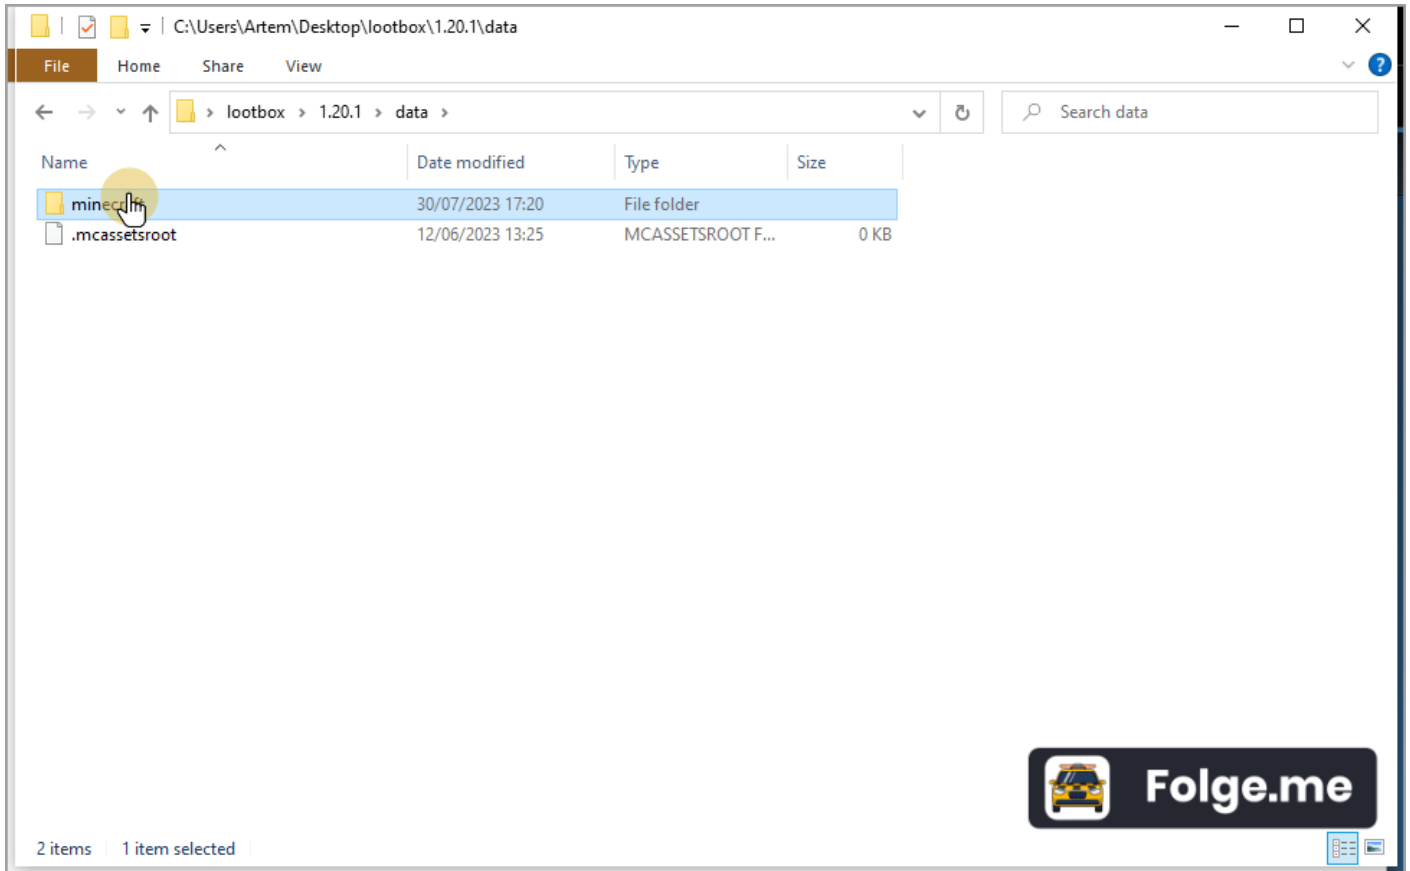 C:\Users\Artem\Desktop\lootbox\1.20.1\data
File Home Share View
?
lootbox > 1.20.1 > data >
Search data
Name Date modified Type Size
minecraft 30/07/2023 17:20 File folder
.mcassetsroot 12/06/2023 13:25 MCASSETSROOT F... 0 KB
Folge.me
2 items 1 item selected